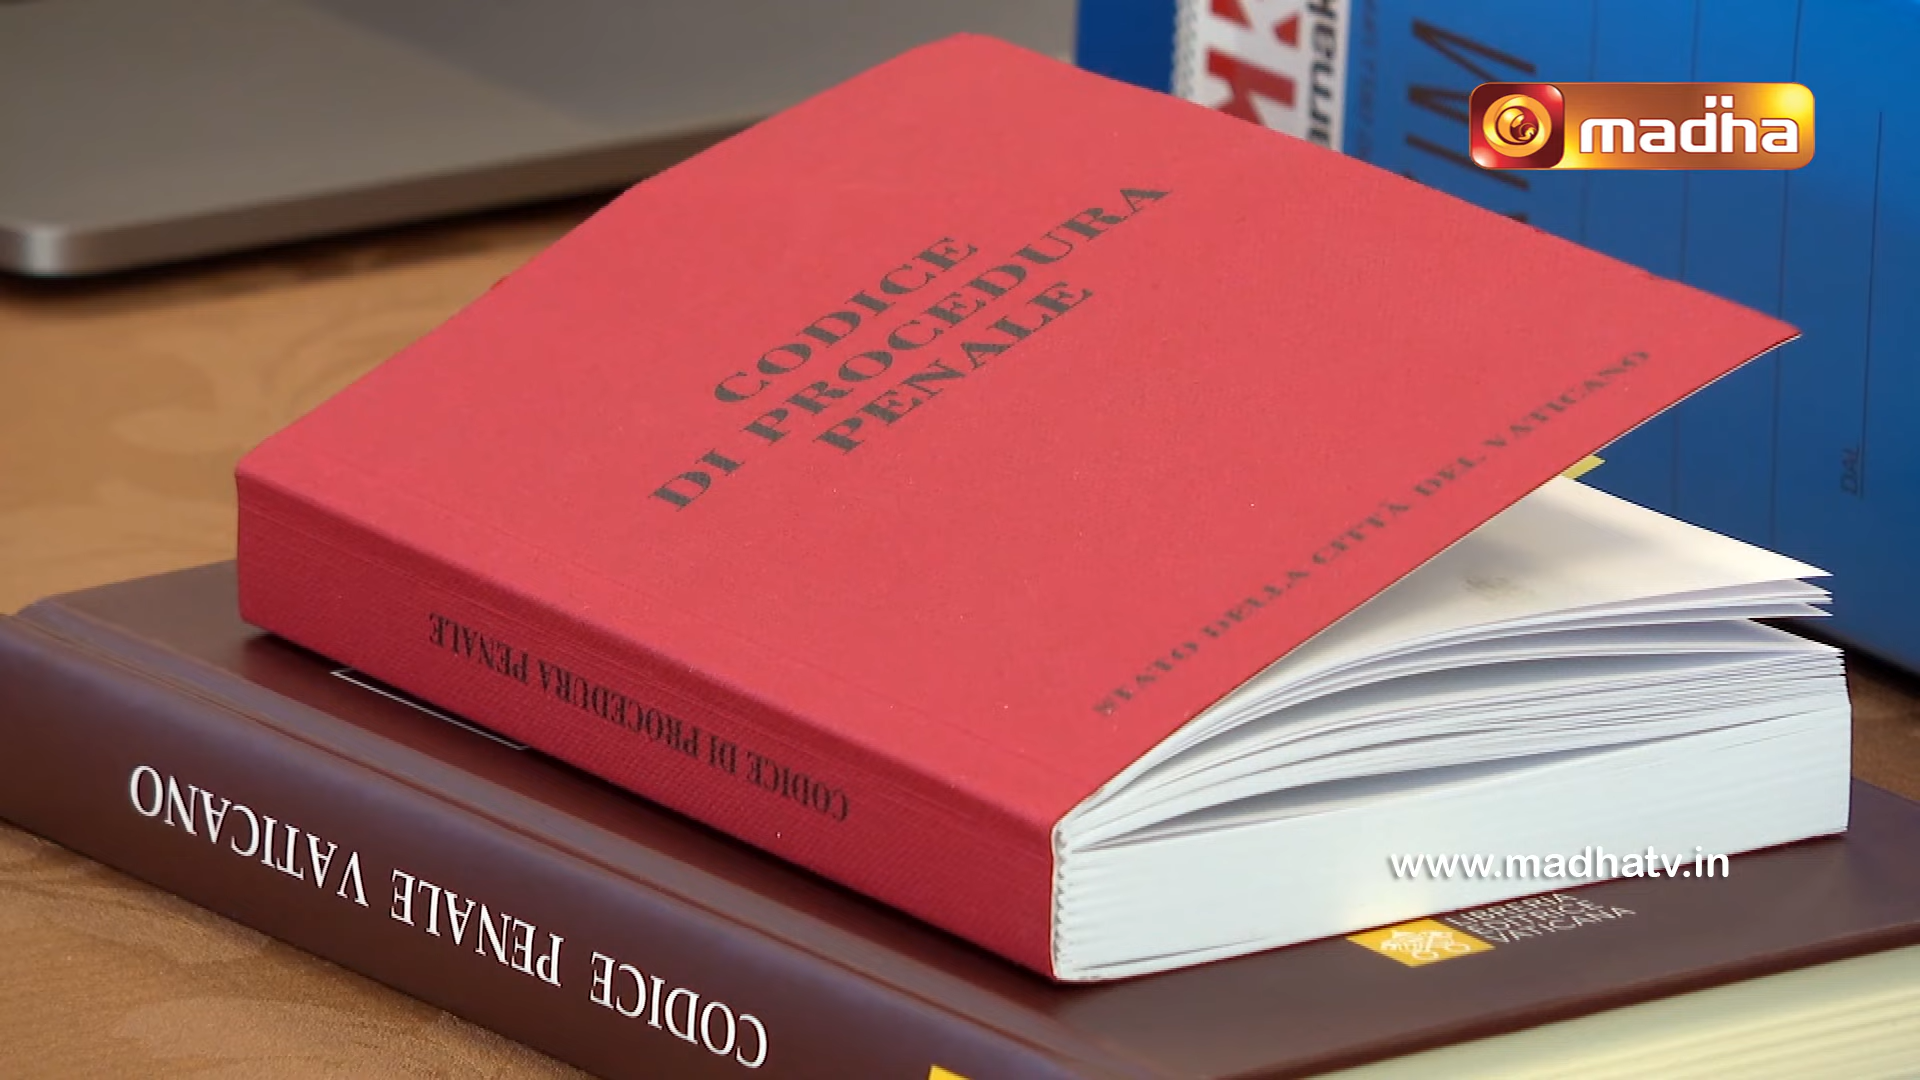 madha
CODICE
DI PROCEDURA
PENALE
STATO DELLA CITTÀ DEL VATICANO
CODICE DI PROCEDURA PENALE
CODICE PENALE VATICANO
DAL
www.madhatv.in
LIBRERIA
EDITRICE
VATICANA